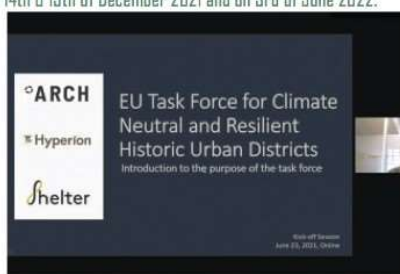 14th & 15th of December 2021 and on 3rd of June 2022.
ARCH
Hyperion
Shelter
EU Task Force for Climate
Neutral and Resilient
Historic Urban Districts
Introduction to the purpose of the task force
Kick-off Session
June 23, 2021, Online